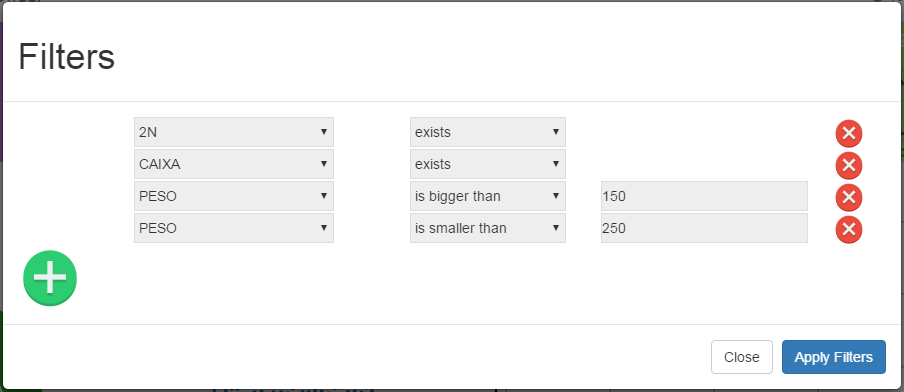 Filters
2N exists
CAIXA exists
PESO is bigger than 150
PESO is smaller than 250
Close Apply Filters